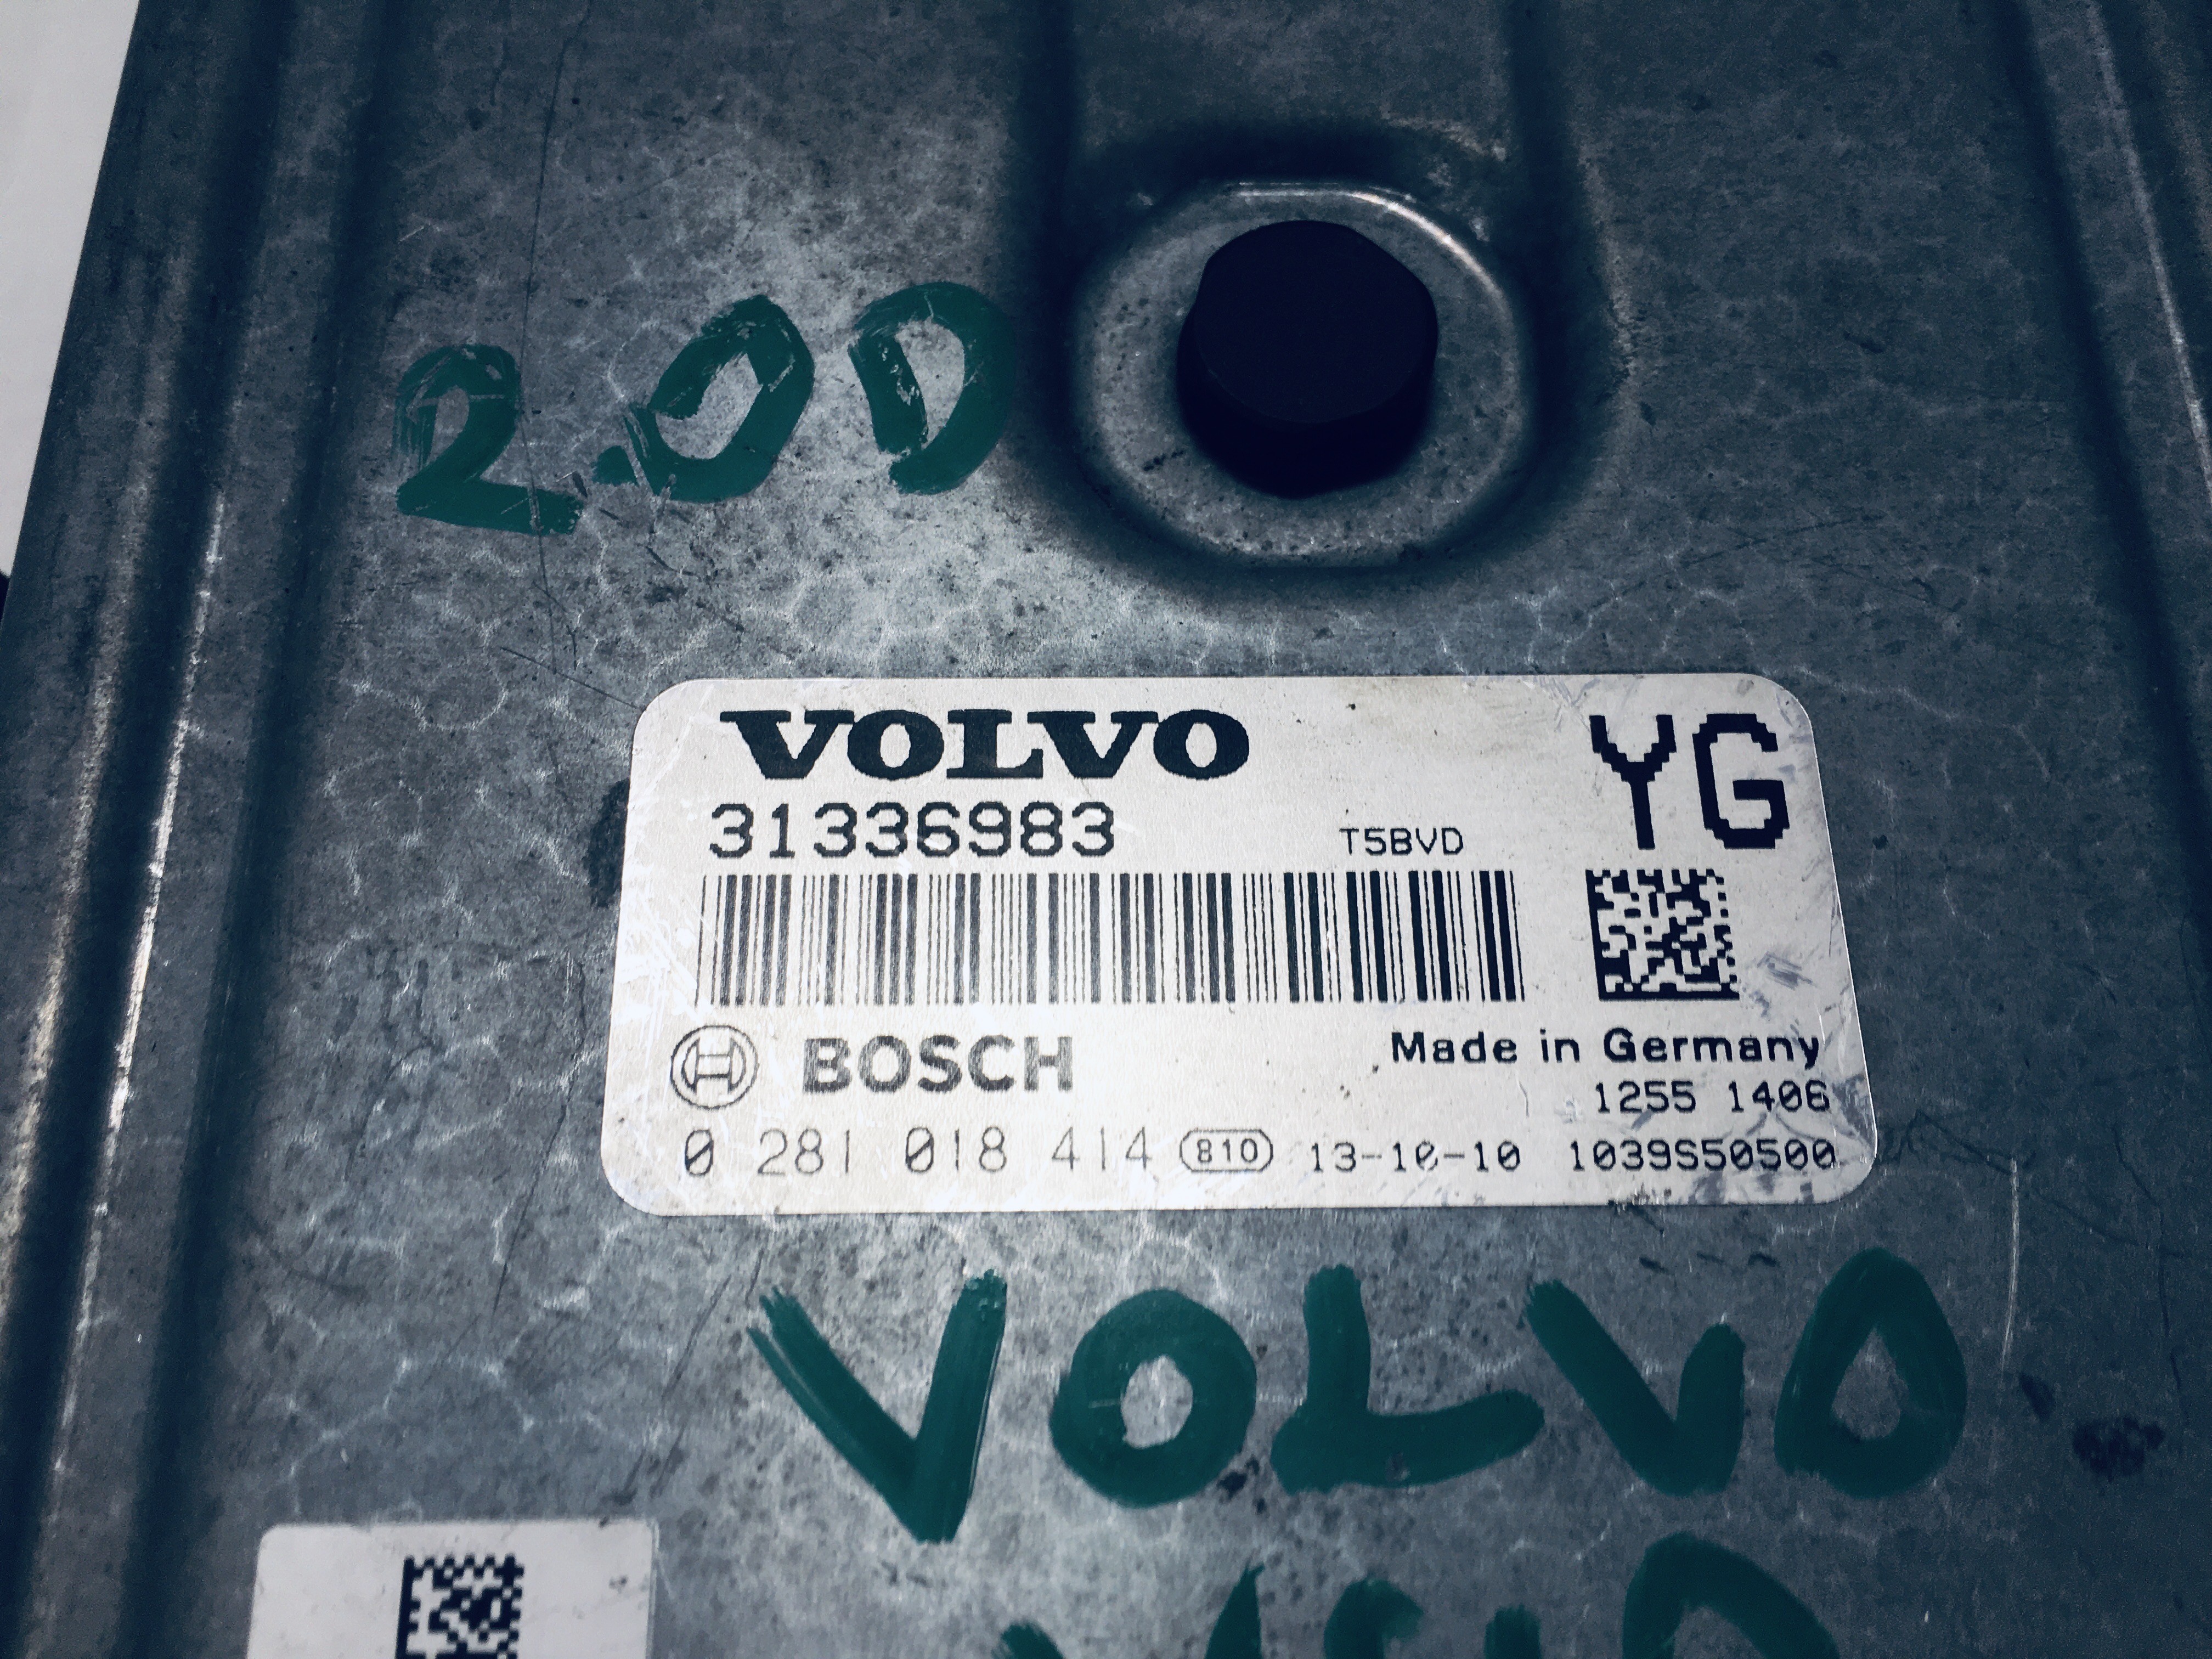 2.0D
VOLVO
YG
31336983
T5BVD
BOSCH
Made in Germany
1255 1406
0 281 018 414 810 13-10-10 1039S50500
VOLVO